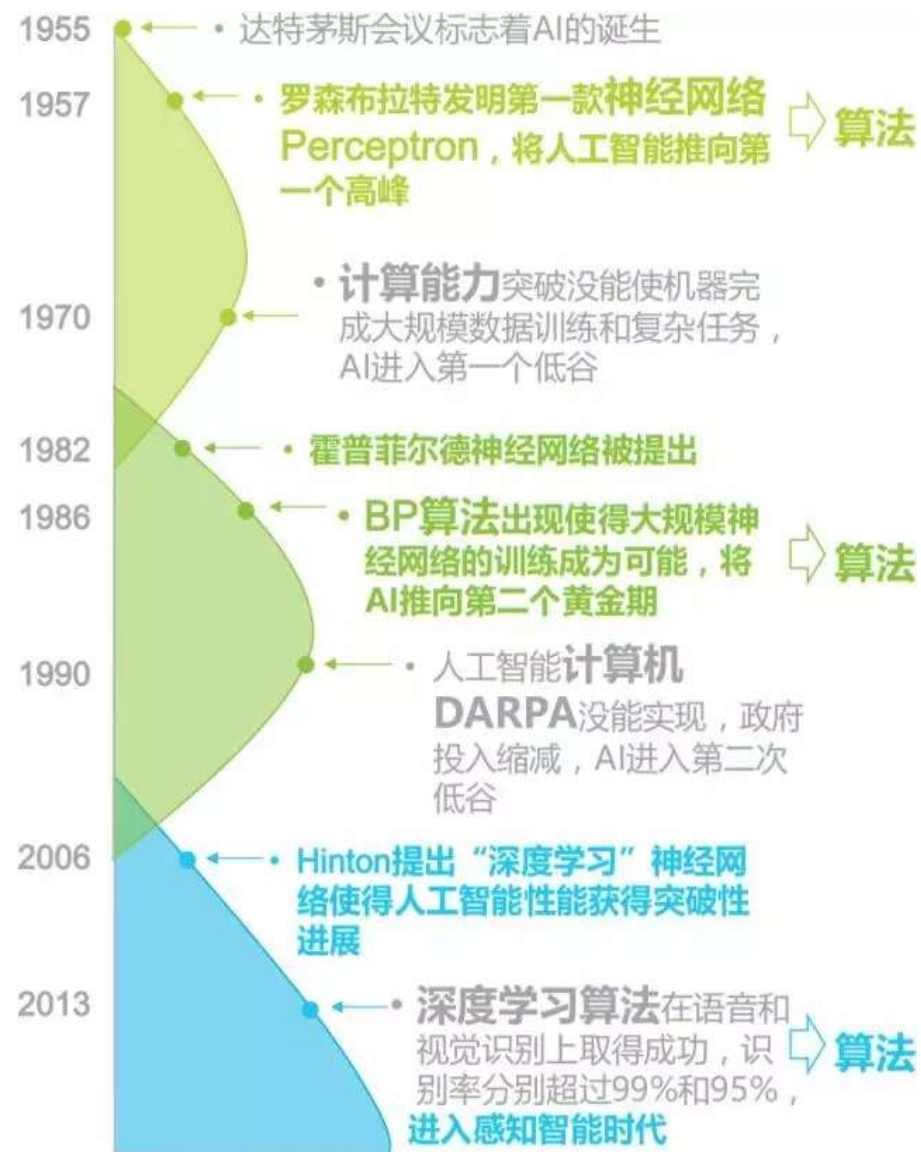 1955 • 达特茅斯会议标志着AI的诞生
1957 • 罗森布拉特发明第一款神经网络
Perceptron，将人工智能推向第
一个高峰
算法
1970 • 计算能力突破没能使机器完
成大规模数据训练和复杂任务，
AI进入第一个低谷
1982 • 霍普菲尔德神经网络被提出
1986 • BP算法出现使得大规模神
经网络的训练成为可能，将
AI推向第二个黄金期
算法
1990 • 人工智能计算机
DARPA没能实现，政府
投入缩减，AI进入第二次
低谷
2006 • Hinton提出“深度学习”神经网
络使得人工智能性能获得突破性
进展
2013 • 深度学习算法在语音和
视觉识别上取得成功，识
别率分别超过99%和95%，
进入感知智能时代
算法